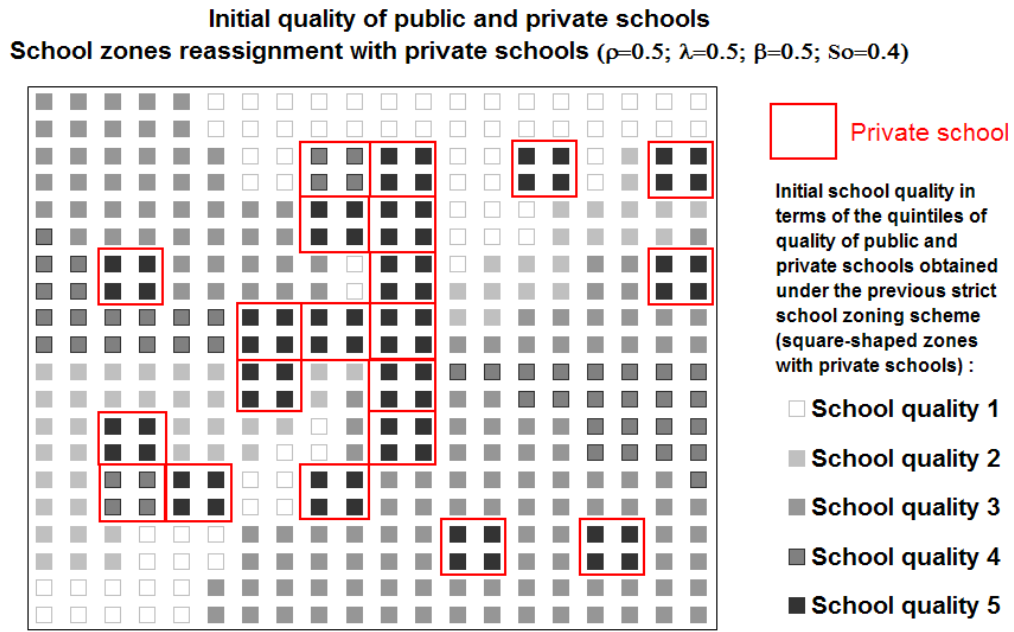 Initial quality of public and private schools
School zones reassignment with private schools (ρ=0.5; λ=0.5; β=0.5; So=0.4)
Private school
Initial school quality in
terms of the quintiles of
quality of public and
private schools obtained
under the previous strict
school zoning scheme
(square-shaped zones
with private schools) :
School quality 1
School quality 2
School quality 3
School quality 4
School quality 5